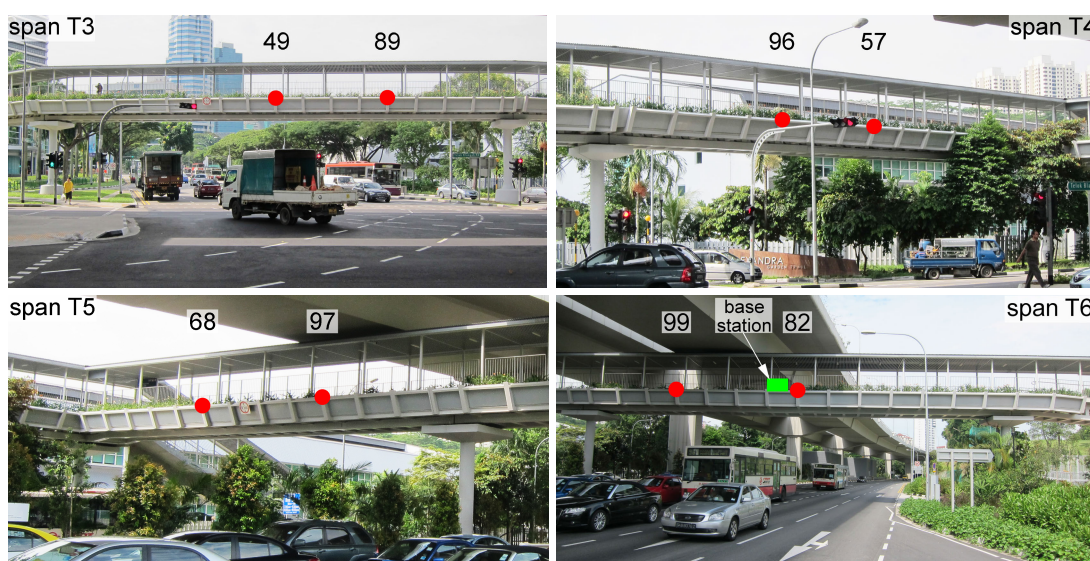 span T3
49 89
span T4
96 57
span T5
68 97
span T6
99 base station 82